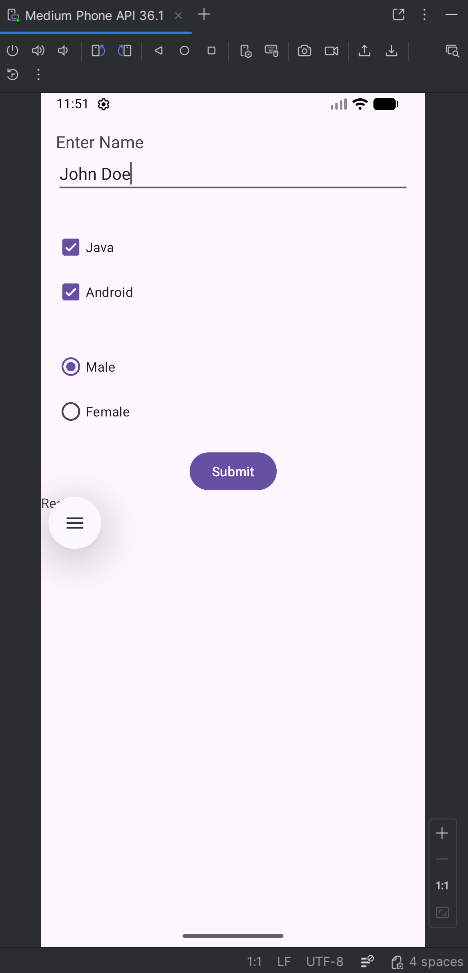 Medium Phone API 36.1
11:51
Enter Name
John Doe
Java
Android
Male
Female
Submit
1:1
1:1 LF UTF-8 4 spaces